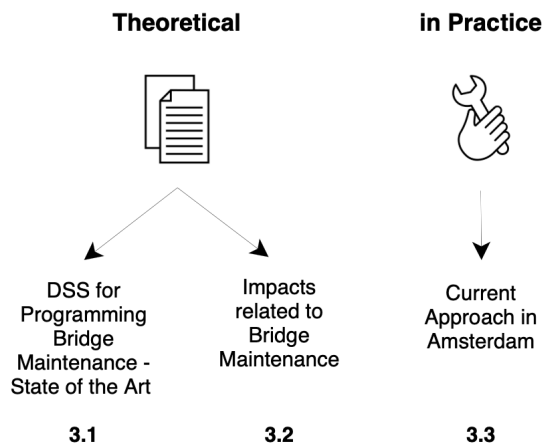 Theoretical
in Practice
DSS for
Programming
Bridge
Maintenance -
State of the Art
Impacts
related to
Bridge
Maintenance
Current
Approach in
Amsterdam
3.1
3.2
3.3